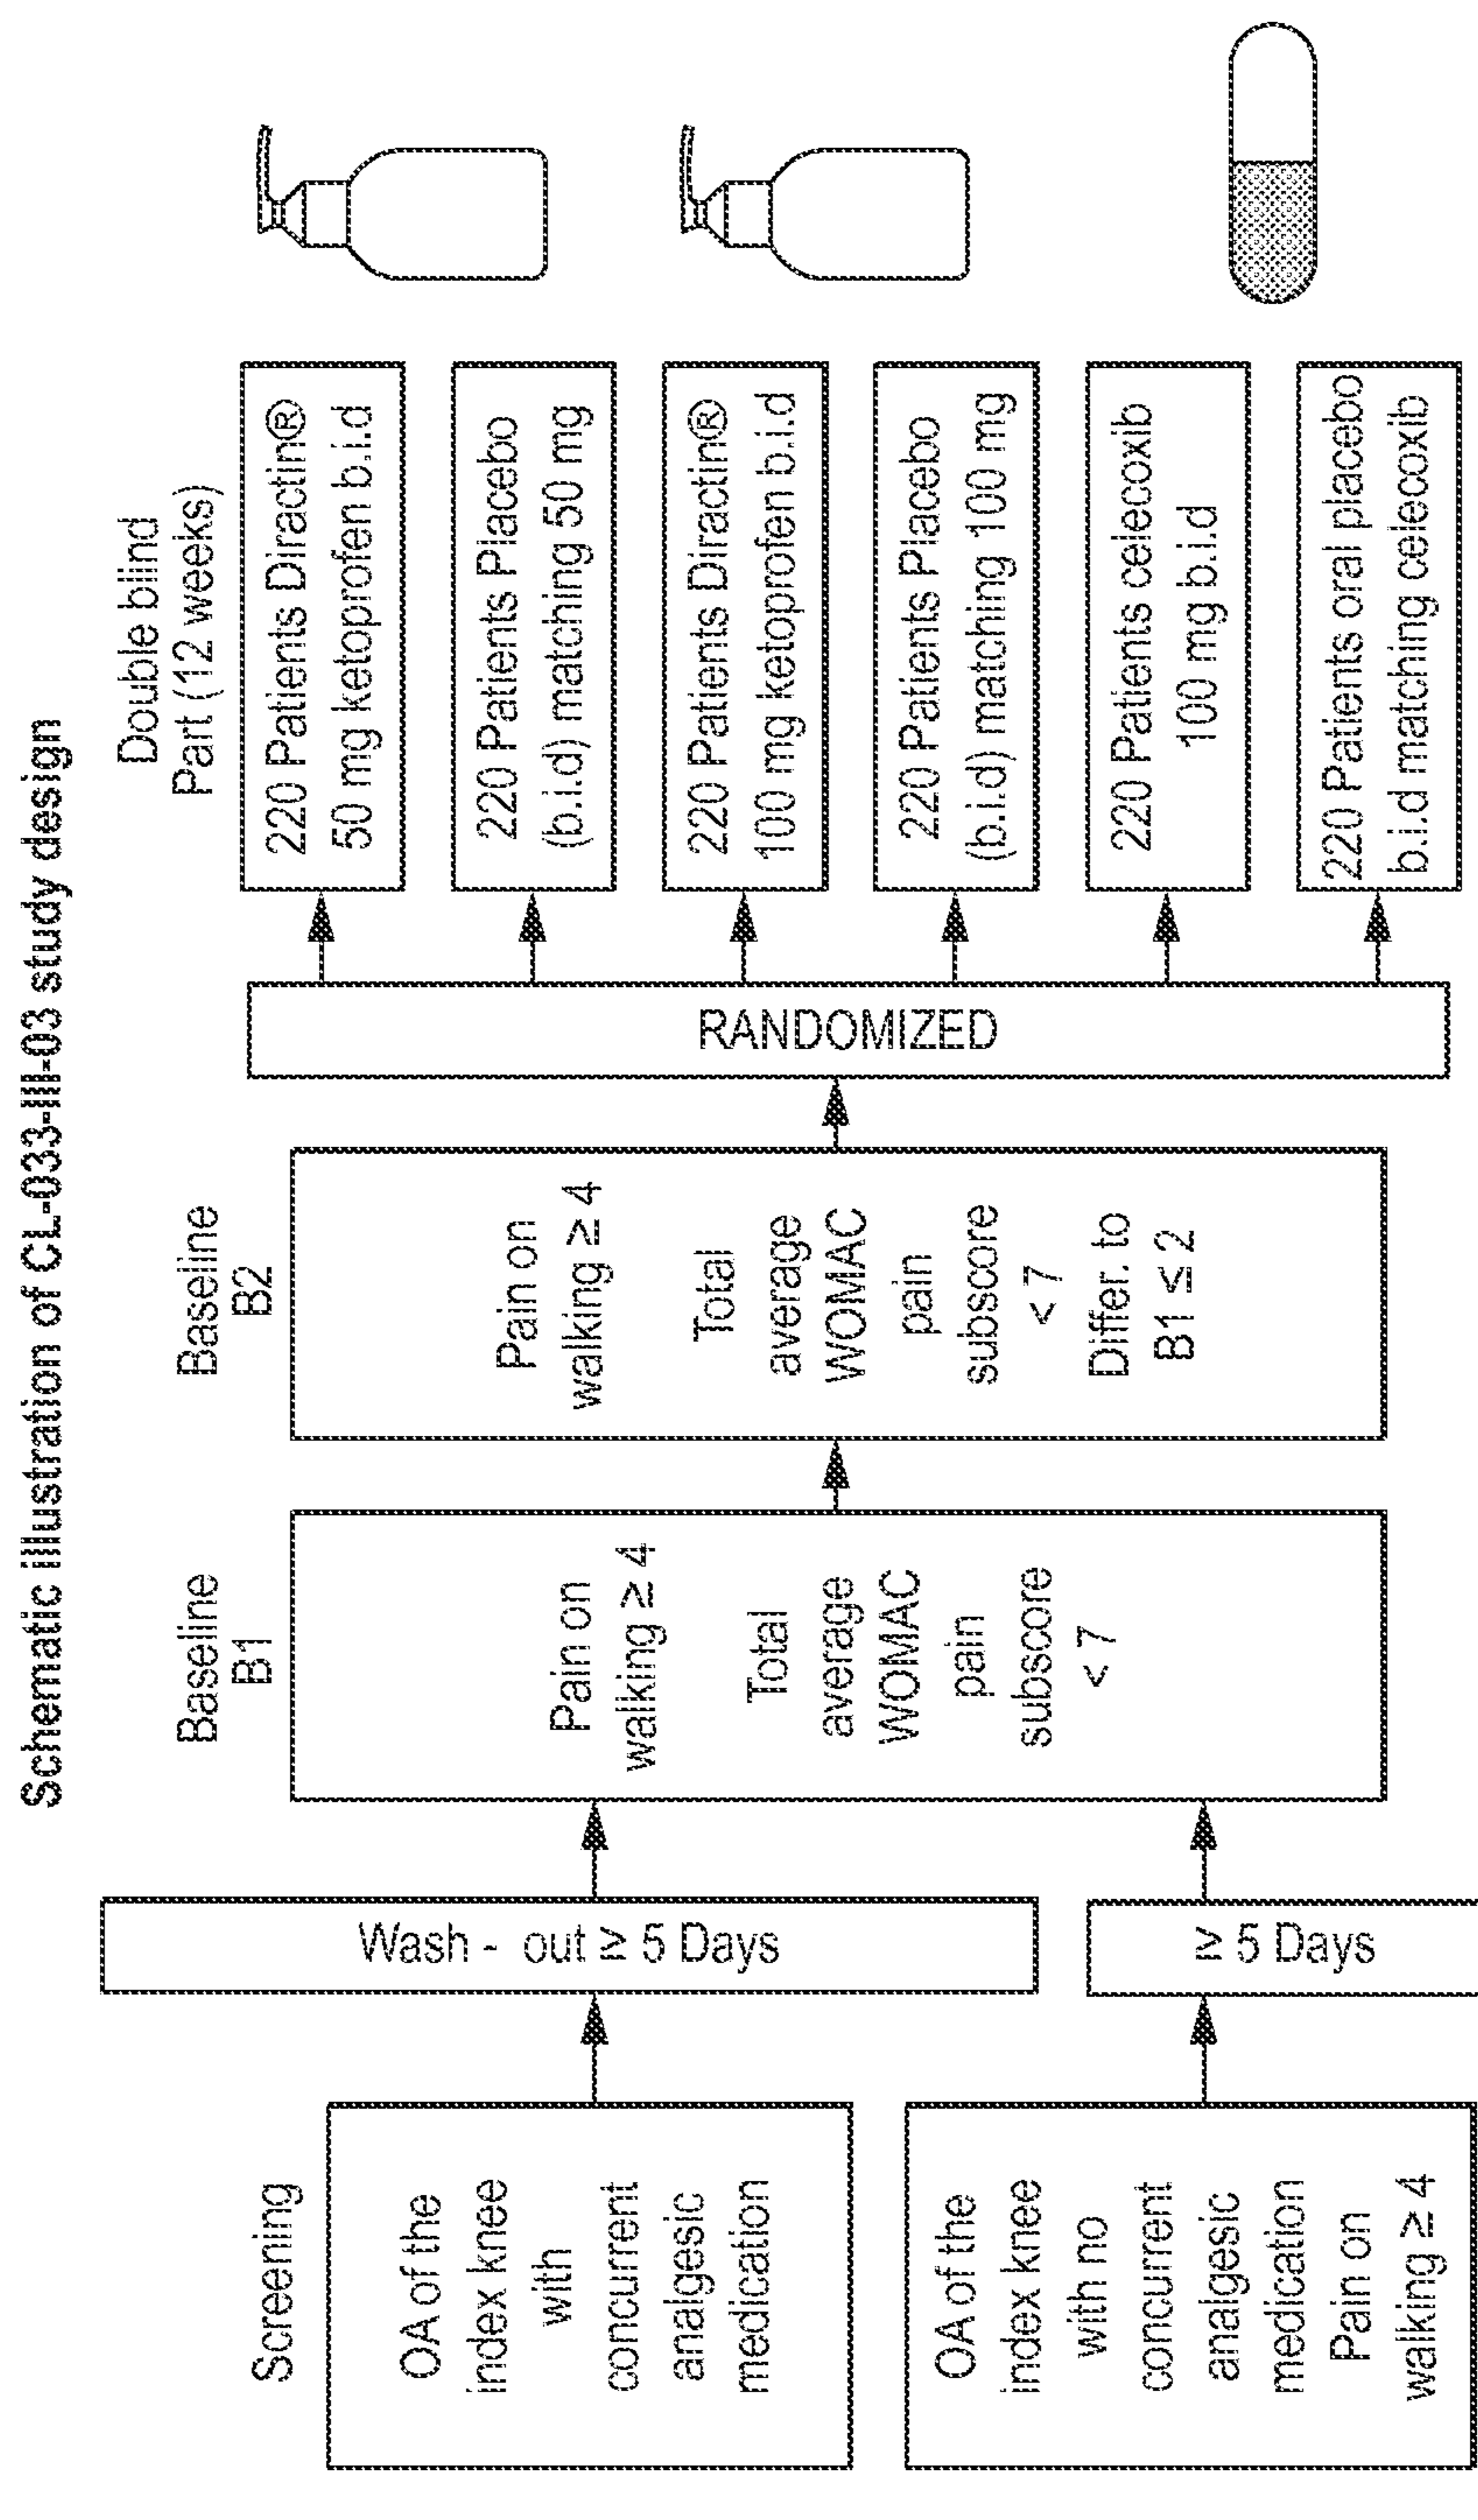 Schematic illustration of CL-033-III-03 study design
Screening
OA of the
index knee
with
concurrent
analgesic
medication
OA of the
index knee
with no
concurrent
analgesic
medication
Pain on
walking ≥ 4
Wash - out ≥ 5 Days
≥ 5 Days
Baseline
B1
Pain on
walking ≥ 4
Total
average
WOMAC
pain
subscore
< 7
Baseline
B2
Pain on
walking ≥ 4
Total
average
WOMAC
pain
subscore
< 7
Differ. to
B1 ≤ 2
RANDOMIZED
Double blind
Part (12 weeks)
220 Patients Diractin®
50 mg ketoprofen b.i.d
220 Patients Placebo
(b.i.d) matching 50 mg
220 Patients Diractin®
100 mg ketoprofen b.i.d
220 Patients Placebo
(b.i.d) matching 100 mg
220 Patients celecoxib
100 mg b.i.d
220 Patients oral placebo
b.i.d matching celecoxib